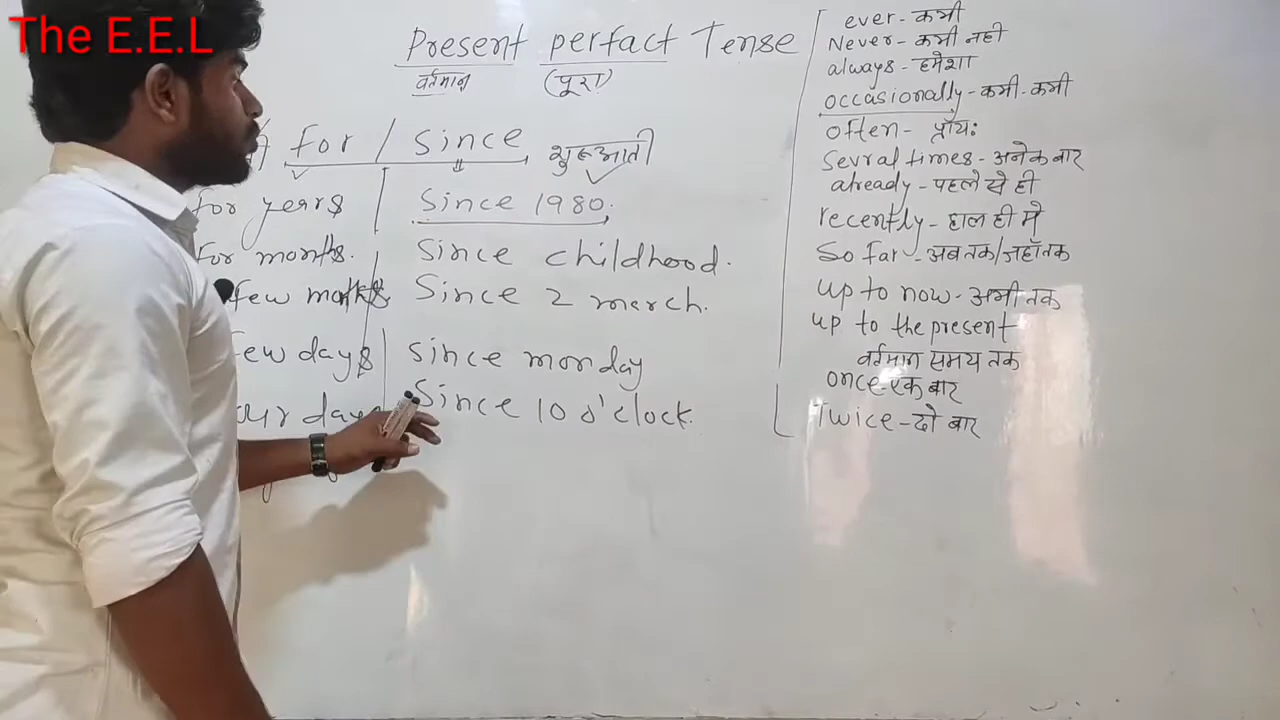 The E.E.L
Present perfact Tense
वर्तमान (पूरा)
For / Since शुरूआती
For years
For months.
few
few days
days
Since 1980.
Since childhood.
Since 2 march.
Since monday
Since 10 o'clock.
ever - कभी
Never - कभी नही
always - हमेशा
occasionally - कभी-कभी
often - प्रॉयः
Sevral times - अनेक बार
already - पहले से ही
recently - हाल ही मे
So far - अब तक/जहाँतक
up to now - अभी तक
up to the present
वर्तमान समय तक
once - एक बार
Twice - दो बार